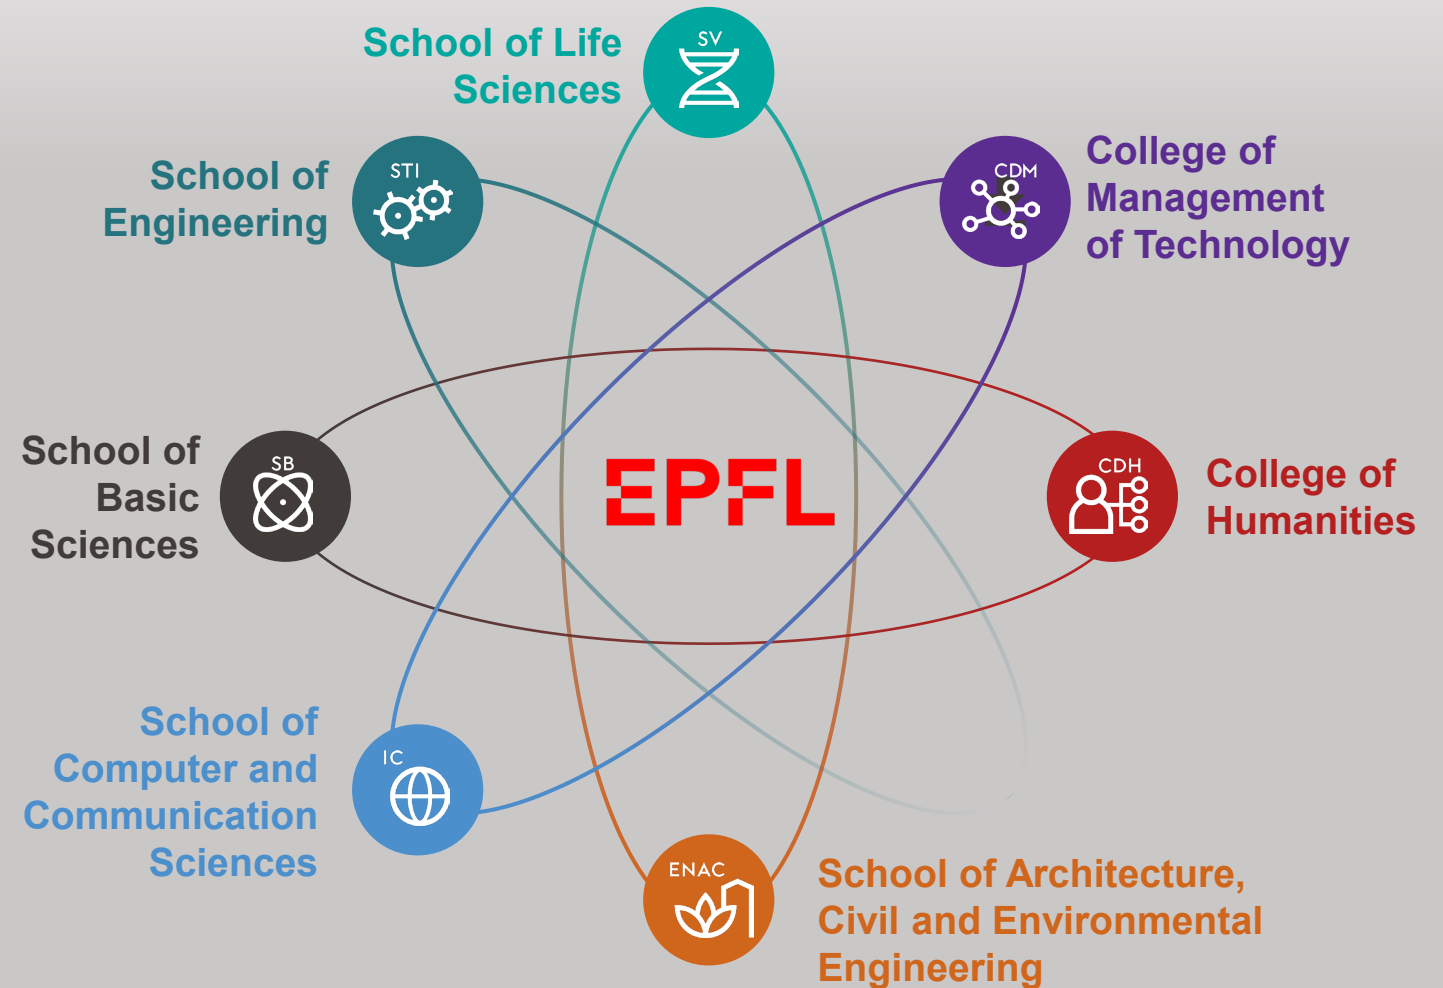 SV
School of Life
Sciences
STI
School of
Engineering
CDM
College of
Management
of Technology
SB
School of
Basic
Sciences
EPFL
CDH
College of
Humanities
IC
School of
Computer and
Communication
Sciences
ENAC
School of Architecture,
Civil and Environmental
Engineering